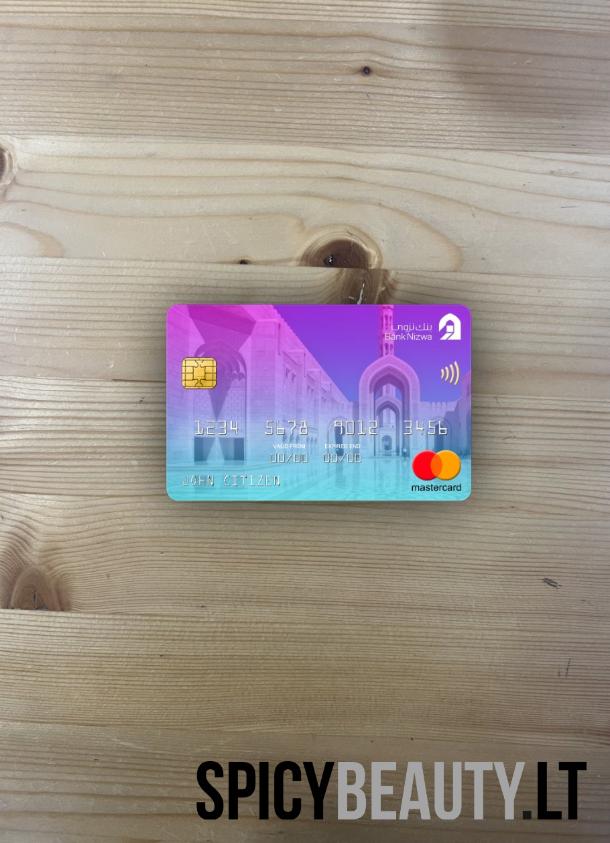 بنك نزوى
Bank Nizwa
1234 5678 9012 3456
VALID FROM EXPIRES END
00/00 00/00
JOHN CITIZEN
mastercard
SPICYBEAUTY.LT